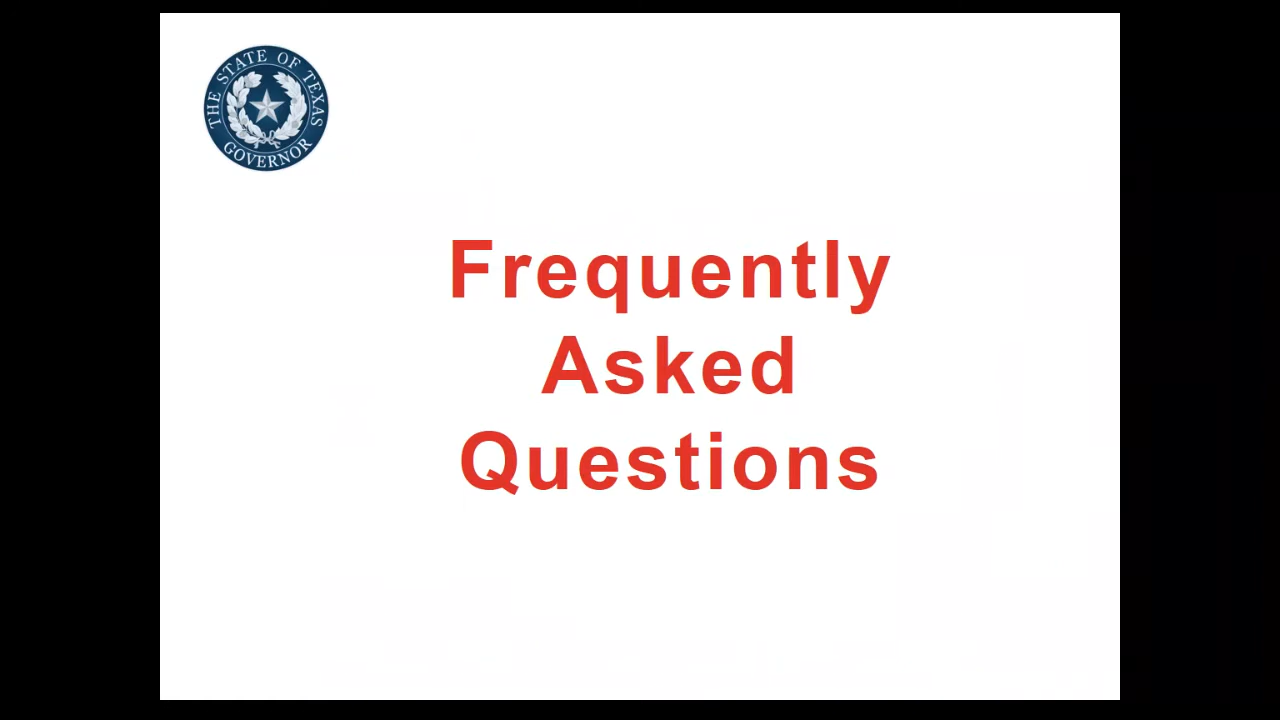 THE STATE OF TEXAS
GOVERNOR
Frequently
Asked
Questions